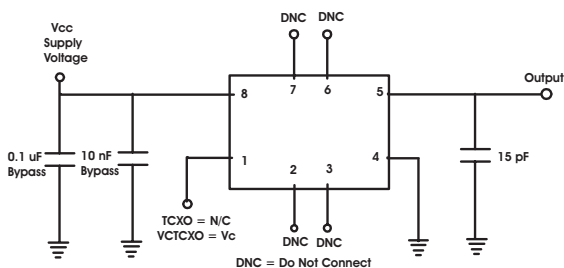 DNC DNC
Vcc
Supply
Voltage
Output
8 7 6 5
0.1 uF
Bypass
10 nF
Bypass
1 2 3 4
15 pF
TCXO = N/C
VCTCXO = Vc
DNC DNC
DNC = Do Not Connect